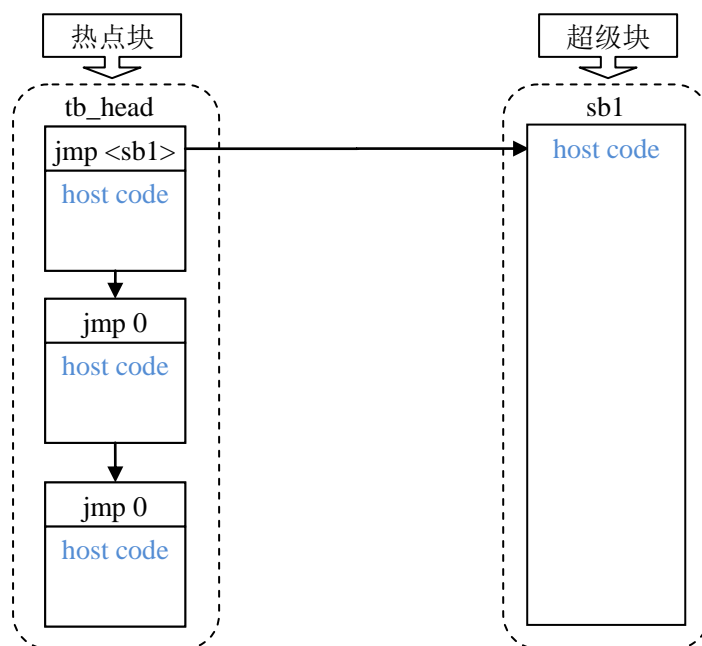 热点块
tb_head
jmp <sb1>
host code
jmp 0
host code
jmp 0
host code
超级块
sb1
host code